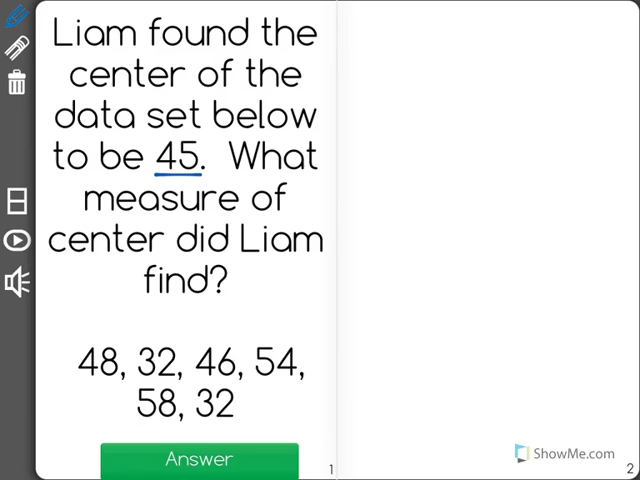 Liam found the
center of the
data set below
to be 45. What
measure of
center did Liam
find?
48, 32, 46, 54,
58, 32
Answer
1
ShowMe.com
2